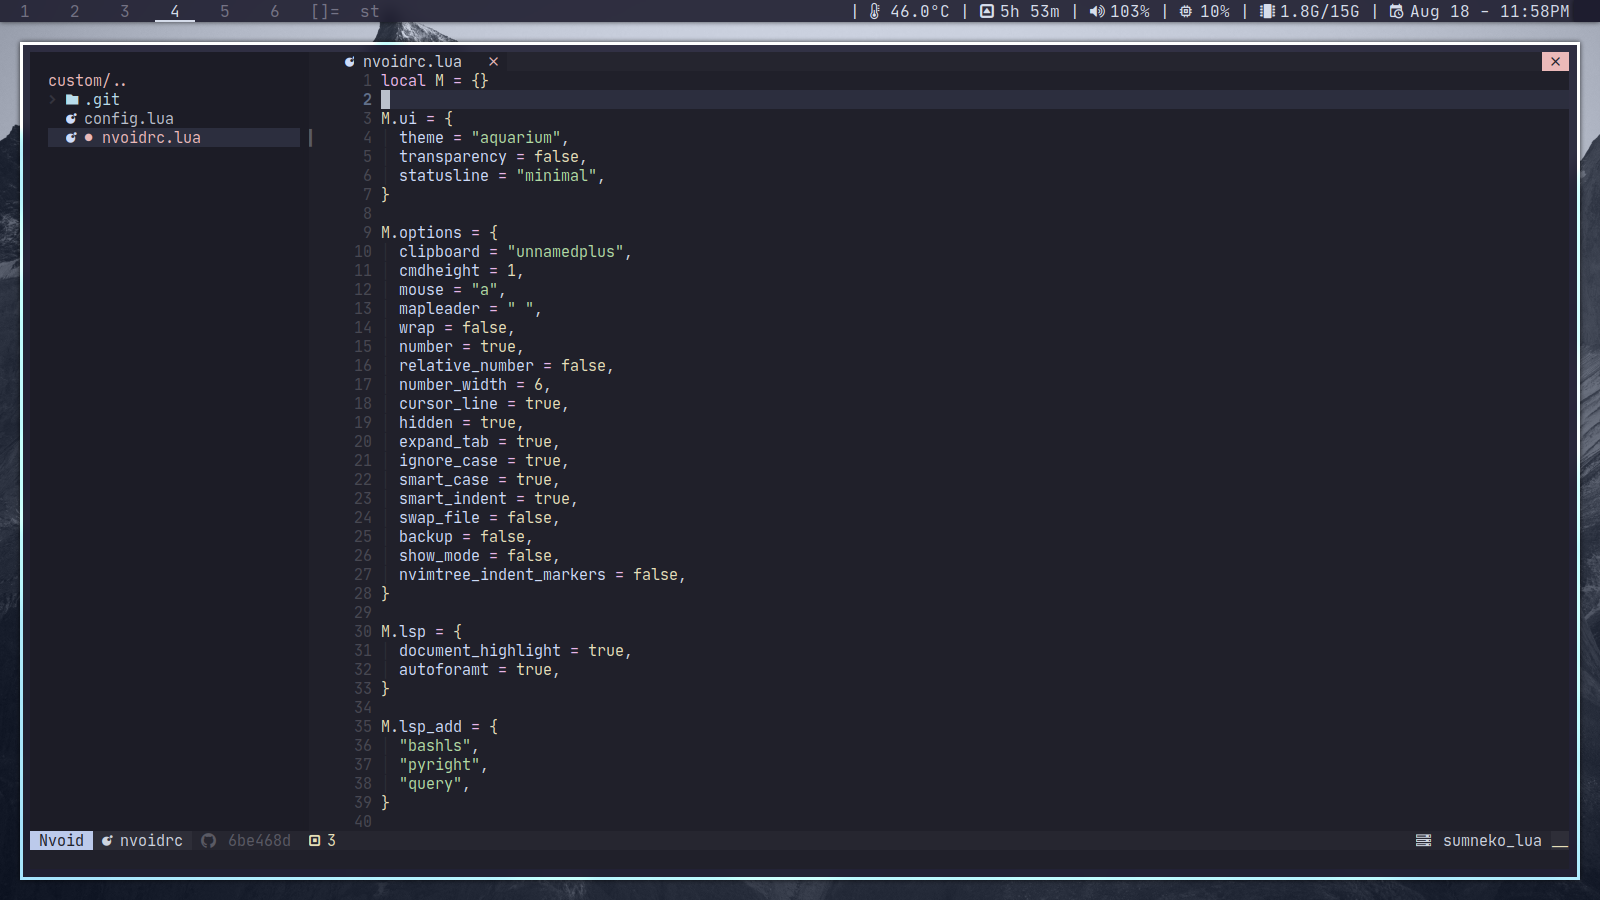 1 2 3 4 5 6 []= st | 46.0°C | 5h 53m | 103% | 10% | 1.8G/15G | Aug 18 - 11:58PM
nvoidrc.lua ×
×
custom/..
> .git
config.lua
nvoidrc.lua
1 local M = {}
2
3 M.ui = {
4 theme = "aquarium",
5 transparency = false,
6 statusline = "minimal",
7 }
8
9 M.options = {
10 clipboard = "unnamedplus",
11 cmdheight = 1,
12 mouse = "a",
13 mapleader = " ",
14 wrap = false,
15 number = true,
16 relative_number = false,
17 number_width = 6,
18 cursor_line = true,
19 hidden = true,
20 expand_tab = true,
21 ignore_case = true,
22 smart_case = true,
23 smart_indent = true,
24 swap_file = false,
25 backup = false,
26 show_mode = false,
27 nvimtree_indent_markers = false,
28 }
29
30 M.lsp = {
31 document_highlight = true,
32 autoforamt = true,
33 }
34
35 M.lsp_add = {
36 "bashls",
37 "pyright",
38 "query",
39 }
40
Nvoid nvoidrc 6be468d 3 sumneko_lua __